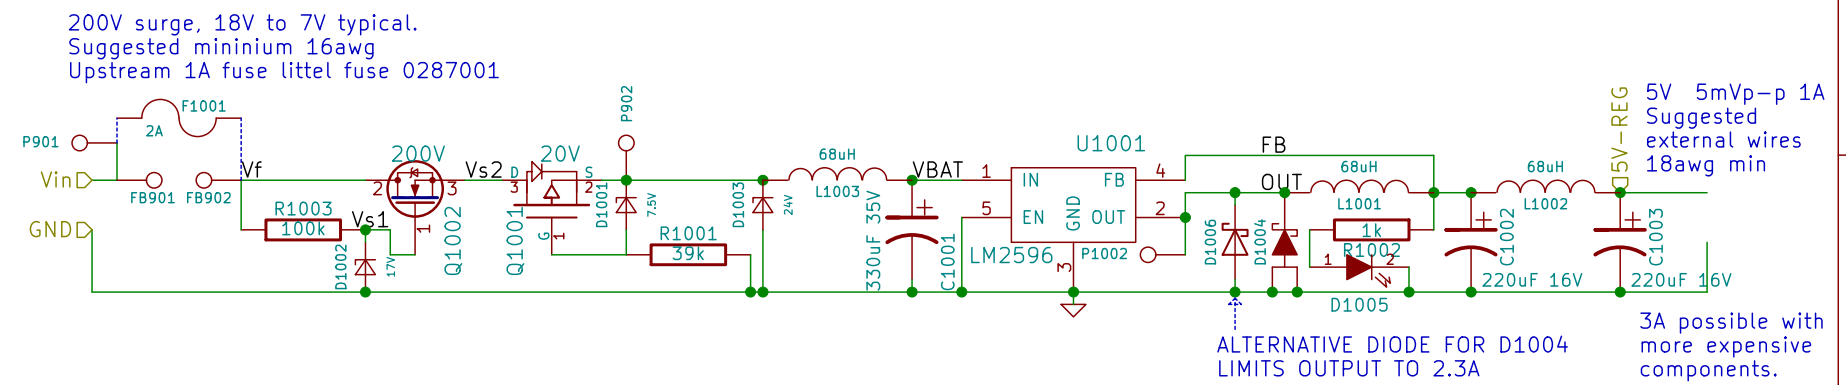 200V surge, 18V to 7V typical.
Suggested mininium 16awg
Upstream 1A fuse littel fuse 0287001
F1001
2A
P901
Vin
FB901
FB902
Vf
GND
R1003
100k
Vs1
D1002
17V
200V
2
3
1
Q1002
Vs2
20V
D
3
S
2
G
1
Q1001
P902
D1001
7.5V
R1001
39k
D1003
24V
68uH
L1003
VBAT
330uF 35V
C1001
U1001
1
IN
FB
4
5
EN
OUT
2
GND
3
LM2596
P1002
FB
OUT
D1006
D1004
68uH
L1001
1k
R1002
1
2
D1005
68uH
L1002
C1002
220uF 16V
C1003
220uF 16V
5V-REG
5V 5mVp-p 1A
Suggested
external wires
18awg min
ALTERNATIVE DIODE FOR D1004
LIMITS OUTPUT TO 2.3A
3A possible with
more expensive
components.